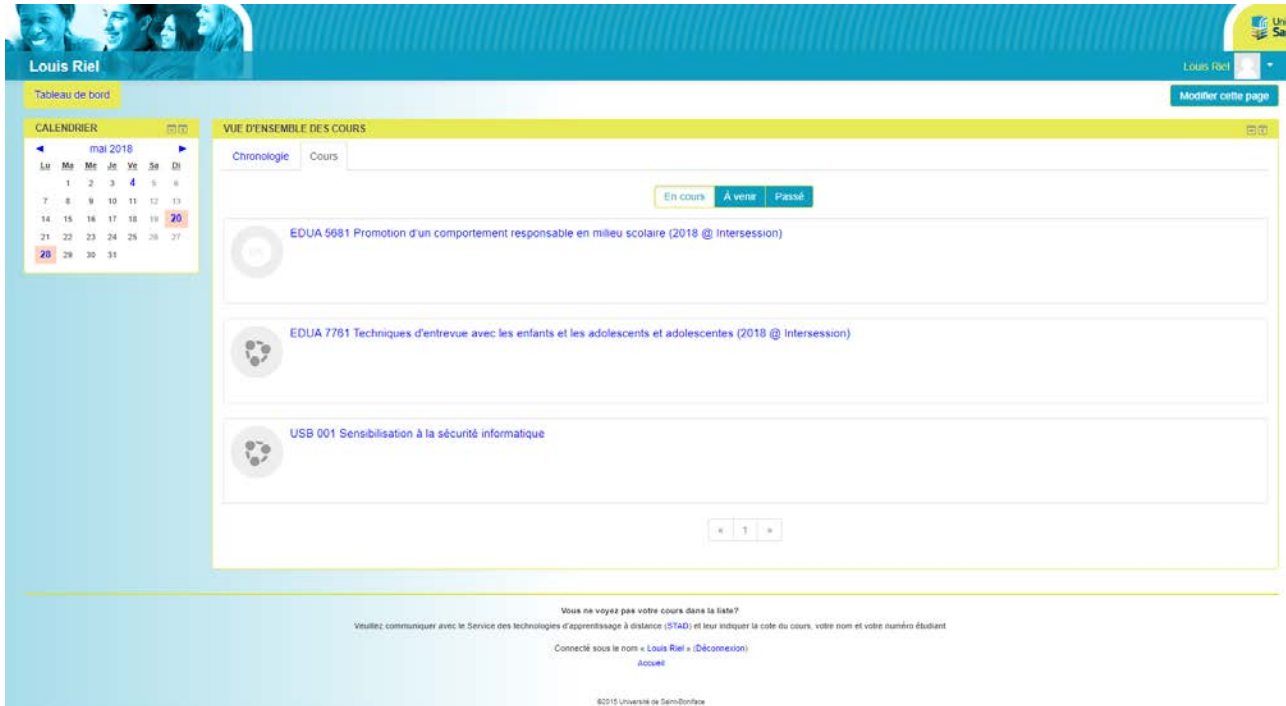 Louis Riel
Louis Riel
Tableau de bord
Modifier cette page
CALENDRIER
◄ mai 2018 ►
Lu Ma Me Je Ve Sa Di
1 2 3 4 5 6
7 8 9 10 11 12 13
14 15 16 17 18 19 20
21 22 23 24 25 26 27
28 29 30 31
VUE D'ENSEMBLE DES COURS
Chronologie Cours
En cours À venir Passé
EDUA 5681 Promotion d'un comportement responsable en milieu scolaire (2018 @ Intersession)
EDUA 7761 Techniques d'entrevue avec les enfants et les adolescents et adolescentes (2018 @ Intersession)
USB 001 Sensibilisation à la sécurité informatique
« 1 »
Vous ne voyez pas votre cours dans la liste?
Veuillez communiquer avec le Service des technologies d'apprentissage à distance (STAD) et leur indiquer la cote du cours, votre nom et votre numéro étudiant
Connecté sous le nom « Louis Riel » (Déconnexion)
Accueil
©2015 Université de Saint-Boniface